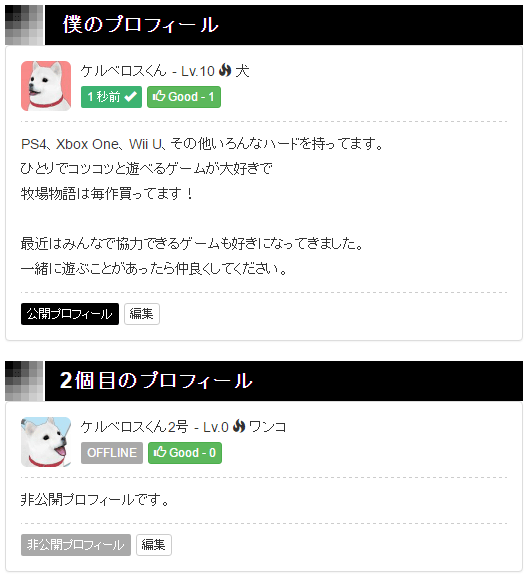 僕のプロフィール
ケルベロスくん - Lv.10 犬
1 秒前 Good - 1
PS4、Xbox One、Wii U、その他いろんなハードを持ってます。
ひとりでコツコツと遊べるゲームが大好きで
牧場物語は毎作買ってます！
最近はみんなで協力できるゲームも好きになってきました。
一緒に遊ぶことがあったら仲良くしてください。
公開プロフィール 編集
2個目のプロフィール
ケルベロスくん2号 - Lv.0 ワンコ
OFFLINE Good - 0
非公開プロフィールです。
非公開プロフィール 編集